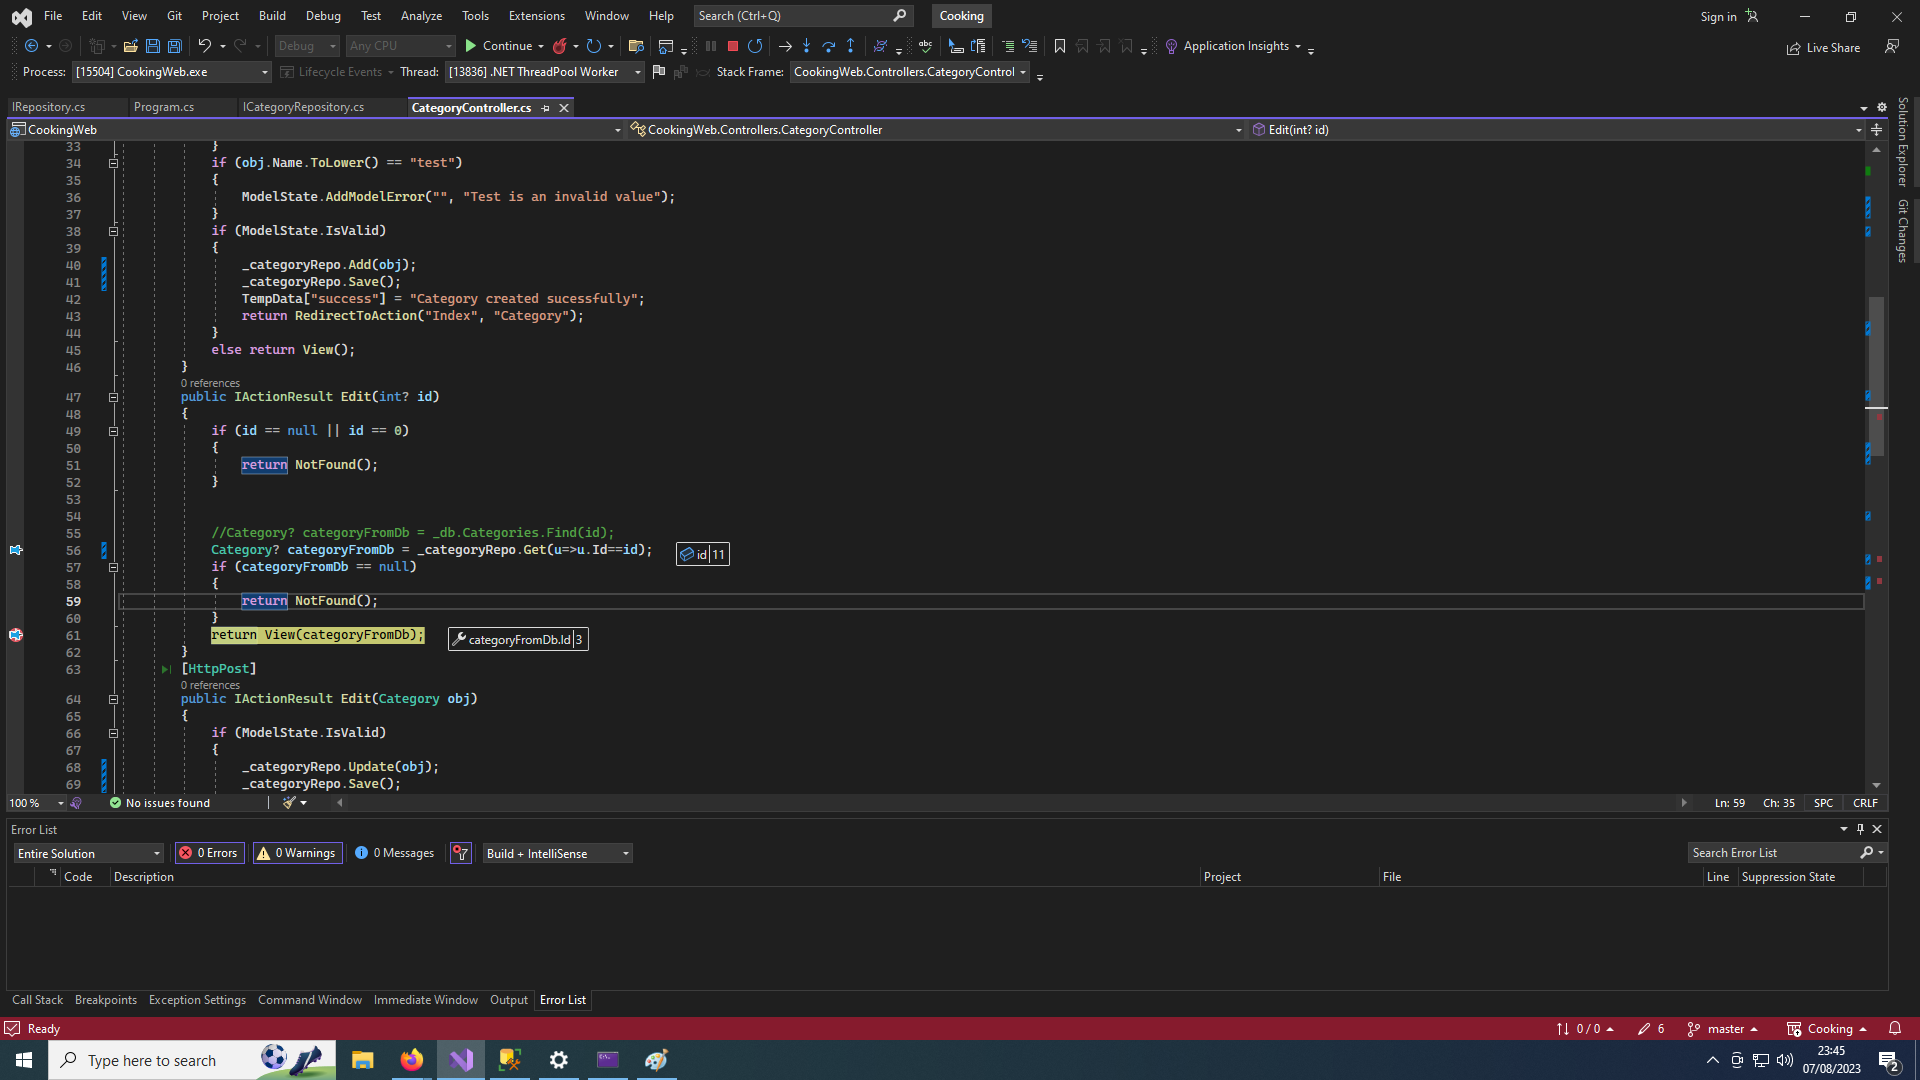 File Edit View Git Project Build Debug Test Analyze Tools Extensions Window Help Search (Ctrl+Q) Cooking Sign in
Debug Any CPU Continue Application Insights Live Share
Process: [15504] CookingWeb.exe Lifecycle Events Thread: [13836] .NET ThreadPool Worker Stack Frame: CookingWeb.Controllers.CategoryControl
IRepository.cs Program.cs ICategoryRepository.cs CategoryController.cs
CookingWeb CookingWeb.Controllers.CategoryController Edit(int? id)
33 }
34 if (obj.Name.ToLower() == "test")
35 {
36 ModelState.AddModelError("", "Test is an invalid value");
37 }
38 if (ModelState.IsValid)
39 {
40 _categoryRepo.Add(obj);
41 _categoryRepo.Save();
42 TempData["success"] = "Category created sucessfully";
43 return RedirectToAction("Index", "Category");
44 }
45 else return View();
46 }
0 references
47 public IActionResult Edit(int? id)
48 {
49 if (id == null || id == 0)
50 {
51 return NotFound();
52 }
53
54
55 //Category? categoryFromDb = _db.Categories.Find(id);
56 Category? categoryFromDb = _categoryRepo.Get(u=>u.Id==id); id 11
57 if (categoryFromDb == null)
58 {
59 return NotFound();
60 }
61 return View(categoryFromDb); categoryFromDb.Id 3
62 }
63 [HttpPost]
0 references
64 public IActionResult Edit(Category obj)
65 {
66 if (ModelState.IsValid)
67 {
68 _categoryRepo.Update(obj);
69 _categoryRepo.Save();
100 % No issues found Ln: 59 Ch: 35 SPC CRLF
Solution Explorer
Git Changes
Error List
Entire Solution 0 Errors 0 Warnings 0 Messages Build + IntelliSense Search Error List
Code Description Project File Line Suppression State
Call Stack Breakpoints Exception Settings Command Window Immediate Window Output Error List
Ready 0 / 0 6 master Cooking
Type here to search 23:45
07/08/2023 2